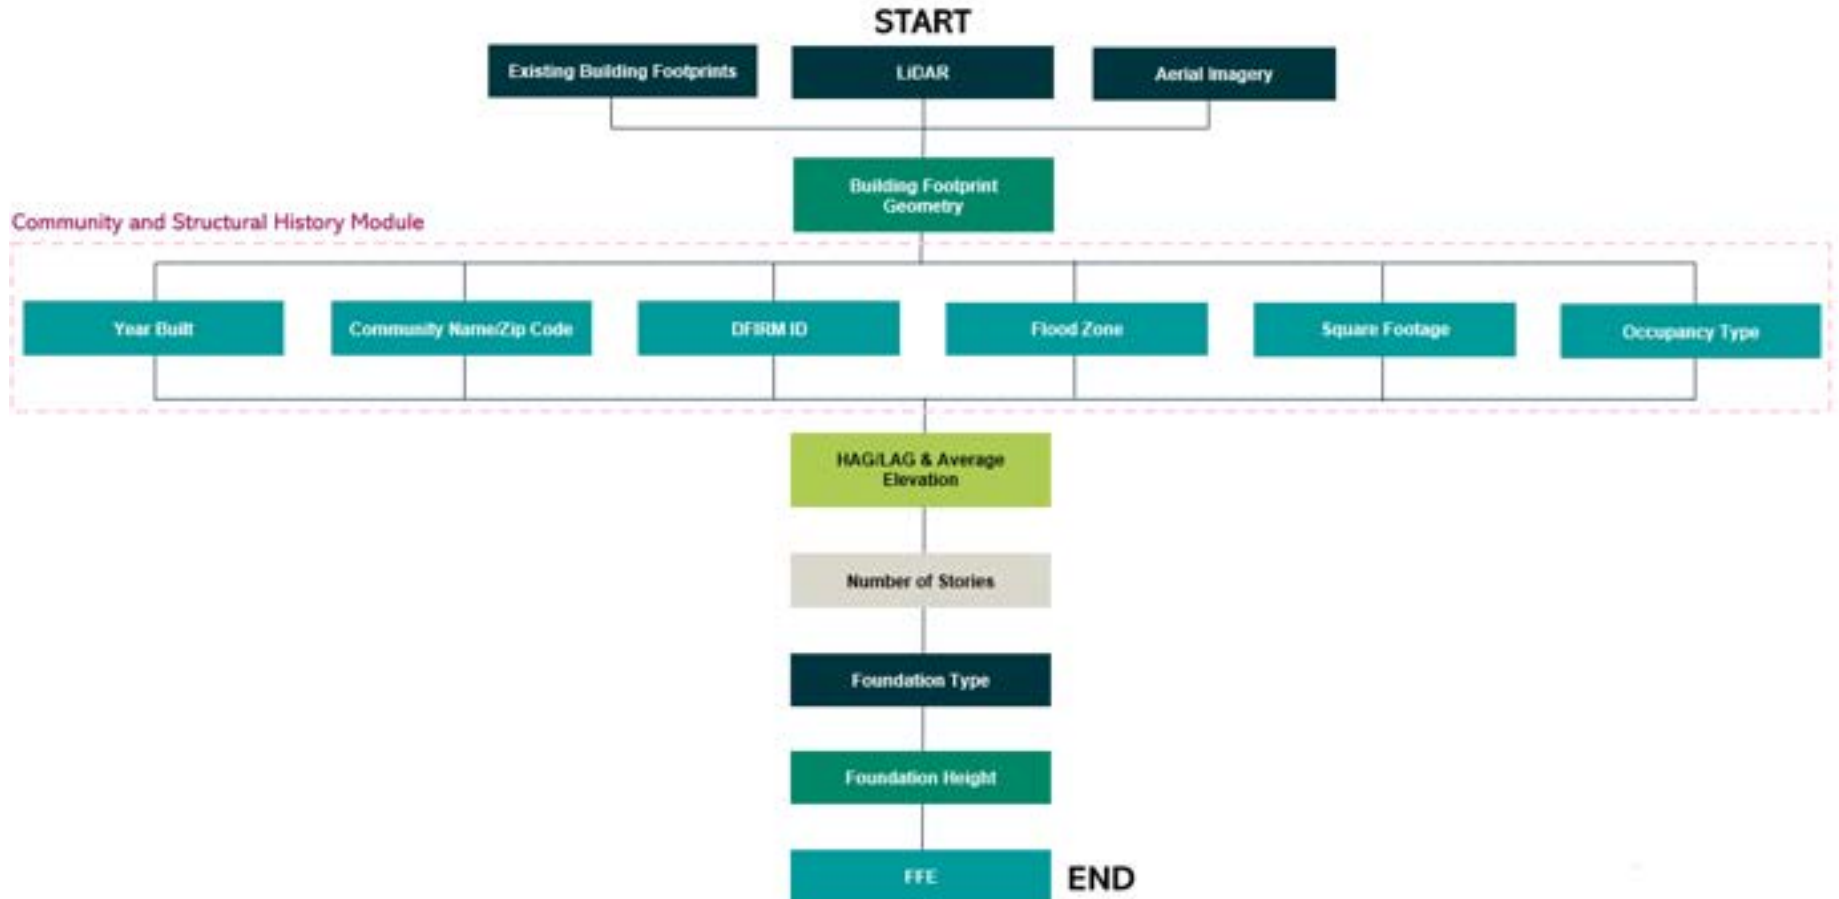 START
Existing Building Footprints
LiDAR
Aerial Imagery
Building Footprint
Geometry
Community and Structural History Module
Year Built
Community Name/Zip Code
DFIRM ID
Flood Zone
Square Footage
Occupancy Type
HAG/LAG & Average
Elevation
Number of Stories
Foundation Type
Foundation Height
FFE
END